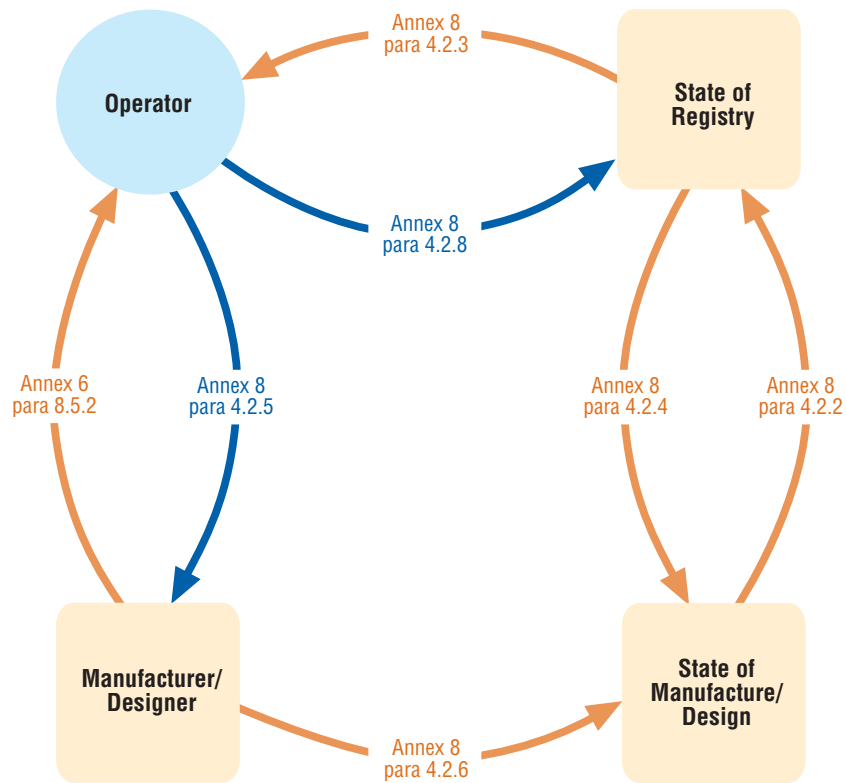 Annex 8
para 4.2.3
Operator
State of
Registry
Annex 8
para 4.2.8
Annex 6
para 8.5.2
Annex 8
para 4.2.5
Annex 8
para 4.2.4
Annex 8
para 4.2.2
Manufacturer/
Designer
State of
Manufacture/
Design
Annex 8
para 4.2.6